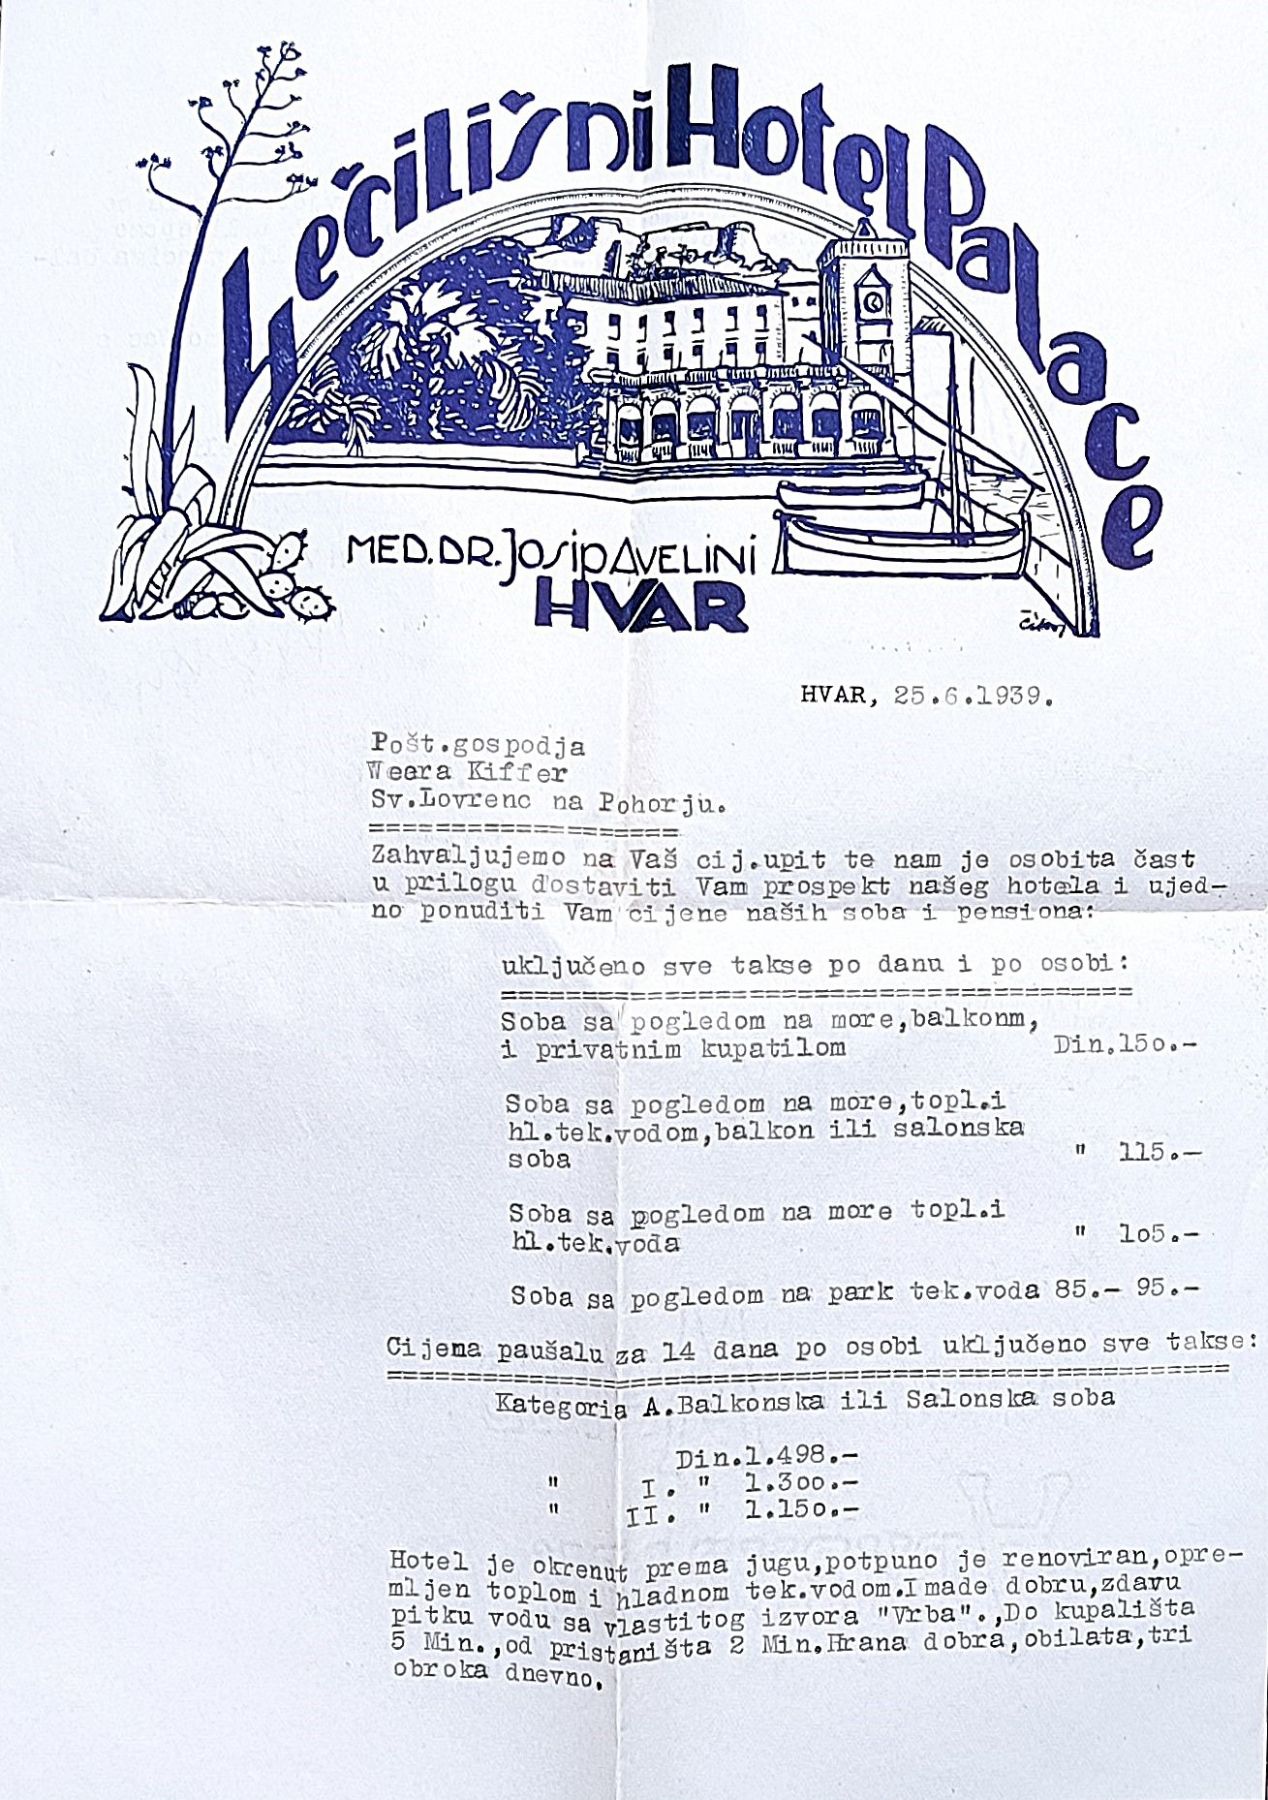 Lečilišni Hotel Palace
MED. DR. JOSIP AVELINI
HVAR
HVAR, 25.6.1939.
Pošt.gospodja
Weera Kiffer
Sv.Lovrenc na Pohorju.
===================
Zahvaljujemo na Vaš cij.upit te nam je osobita čast
u prilogu dostaviti Vam prospekt našeg hotela i ujed-
no ponuditi Vam cijene naših soba i pensiona:
uključeno sve takse po danu i po osobi:
=======================================
Soba sa pogledom na more,balkonm,
i privatnim kupatilom Din.15o.-
Soba sa pogledom na more,topl.i
hl.tek.vodom,balkon ili salonska
soba " 115.-
Soba sa pogledom na more topl.i
hl.tek.voda " 1o5.-
Soba sa pogledom na park tek.voda 85.- 95.-
Cijema paušalu za 14 dana po osobi uključeno sve takse:
====================================================
Kategoria A.Balkonska ili Salonska soba
Din.1.498.-
" I. " 1.3oo.-
" II. " 1.15o.-
Hotel je okrenut prema jugu,potpuno je renoviran,opre-
mljen toplom i hladnom tek.vodom.Imade dobru,zdavu
pitku vodu sa vlastitog izvora "Vrba".,Do kupališta
5 Min.,od pristaništa 2 Min.Hrana dobra,obilata,tri
obroka dnevno.